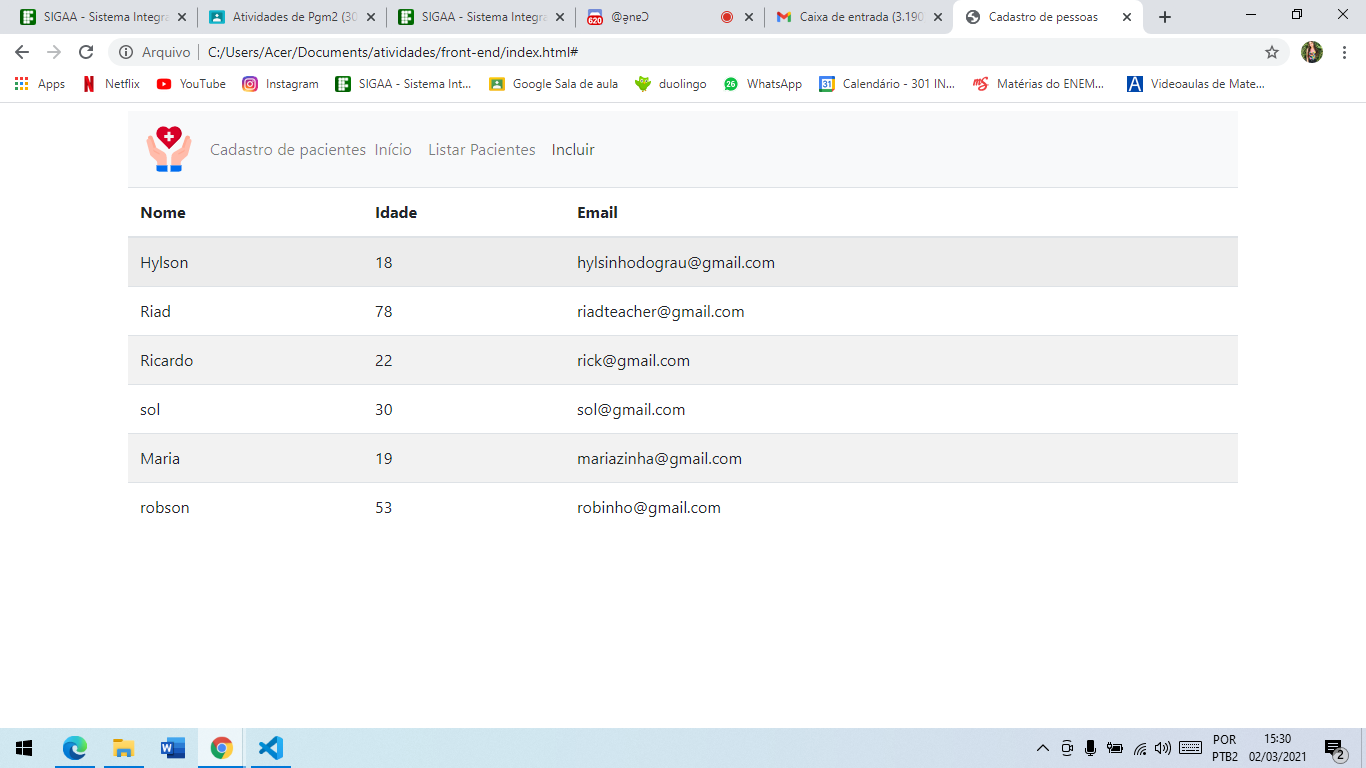 SIGAA - Sistema Integra
Atividades de Pgm2 (30
SIGAA - Sistema Integra
620
Caixa de entrada (3.190
Cadastro de pessoas
Arquivo
C:/Users/Acer/Documents/atividades/front-end/index.html#
Apps
Netflix
YouTube
Instagram
SIGAA - Sistema Int...
Google Sala de aula
duolingo
26
WhatsApp
31
Calendário - 301 IN...
Matérias do ENEM...
Videoaulas de Mate...
Cadastro de pacientes Início Listar Pacientes Incluir
Nome Idade Email
Hylson 18 hylsinhodograu@gmail.com
Riad 78 riadteacher@gmail.com
Ricardo 22 rick@gmail.com
sol 30 sol@gmail.com
Maria 19 mariazinha@gmail.com
robson 53 robinho@gmail.com
POR
PTB2
15:30
02/03/2021
2